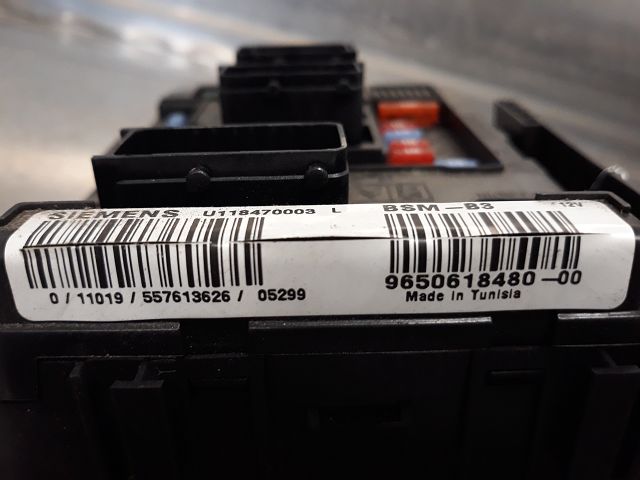 SIEMENS U118470003 L BSM-B3 12V
0/11019/557613626/ 05299
9650618480-00
Made in Tunisia